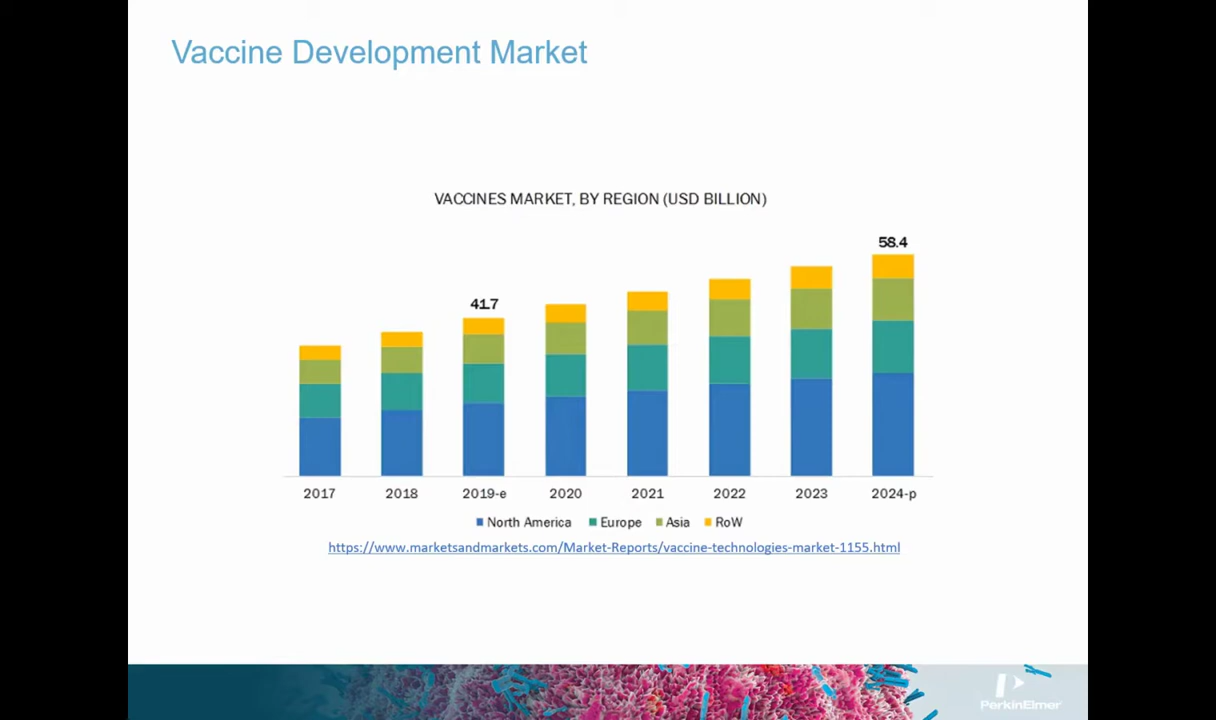 Vaccine Development Market
VACCINES MARKET, BY REGION (USD BILLION)
58.4
41.7
2017 2018 2019-e 2020 2021 2022 2023 2024-p
North America Europe Asia RoW
https://www.marketsandmarkets.com/Market-Reports/vaccine-technologies-market-1155.html
PerkinElmer